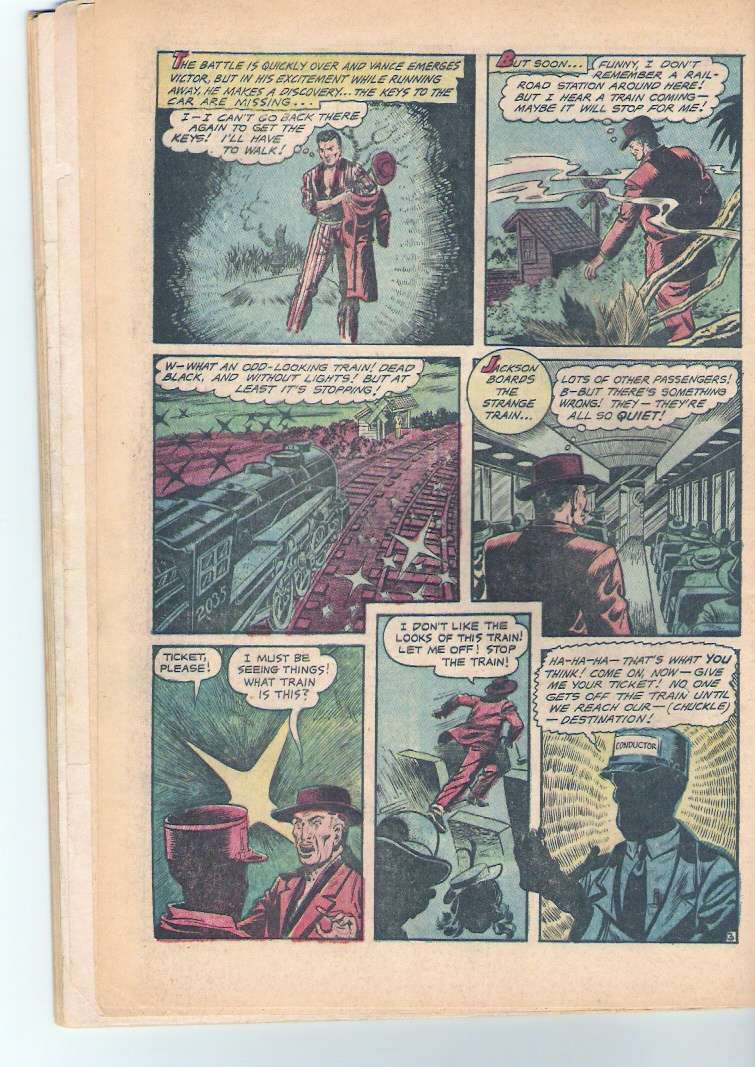 THE BATTLE IS QUICKLY OVER AND VANCE EMERGES
VICTOR, BUT IN HIS EXCITEMENT WHILE RUNNING
AWAY, HE MAKES A DISCOVERY... THE KEYS TO THE
CAR ARE MISSING...
I-I CAN'T GO BACK THERE
AGAIN TO GET THE
KEYS! I'LL HAVE
TO WALK!
BUT SOON...
FUNNY, I DON'T
REMEMBER A RAIL-
ROAD STATION AROUND HERE!
BUT I HEAR A TRAIN COMING—
MAYBE IT WILL STOP FOR ME!
W-WHAT AN ODD-LOOKING TRAIN! DEAD
BLACK, AND WITHOUT LIGHTS! BUT AT
LEAST IT'S STOPPING!
2035
JACKSON
BOARDS
THE
STRANGE
TRAIN...
LOTS OF OTHER PASSENGERS!
B-BUT THERE'S SOMETHING
WRONG! THEY-THEY'RE
ALL SO QUIET!
TICKET,
PLEASE!
I MUST BE
SEEING THINGS!
WHAT TRAIN
IS THIS?
I DON'T LIKE THE
LOOKS OF THIS TRAIN!
LET ME OFF! STOP
THE TRAIN!
HA-HA-HA-THAT'S WHAT YOU
THINK! COME ON, NOW-GIVE
ME YOUR TICKET! NO ONE
GETS OFF THE TRAIN UNTIL
WE REACH OUR-(CHUCKLE)
-DESTINATION!
CONDUCTOR
3